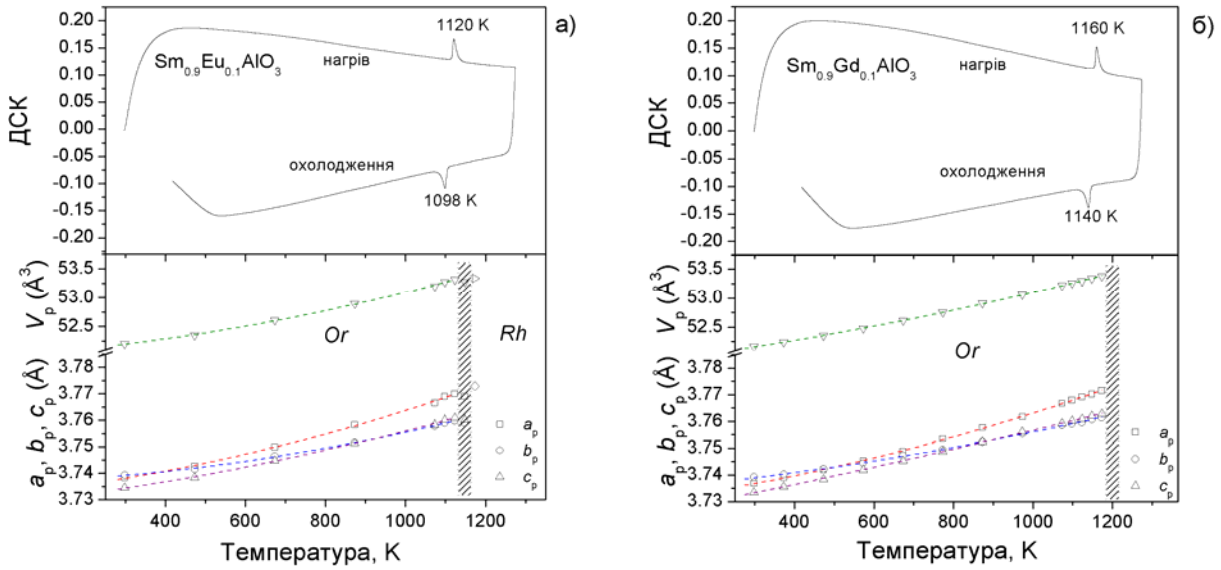 а)
0.20
0.15
0.10
0.05
0.00
-0.05
-0.10
-0.15
-0.20
ДСК
1120 K
Sm0.9Eu0.1AlO3
нагрів
охолодження
1098 K
53.5
53.0
52.5
Vp (Å3)
Or
Rh
3.78
3.77
3.76
3.75
3.74
3.73
ap, bp, cp (Å)
ap
bp
cp
400
600
800
1000
1200
Температура, K
б)
0.20
0.15
0.10
0.05
0.00
-0.05
-0.10
-0.15
-0.20
ДСК
1160 K
Sm0.9Gd0.1AlO3
нагрів
охолодження
1140 K
53.5
53.0
52.5
Vp (Å3)
Or
3.78
3.77
3.76
3.75
3.74
3.73
ap, bp, cp (Å)
ap
bp
cp
400
600
800
1000
1200
Температура, K